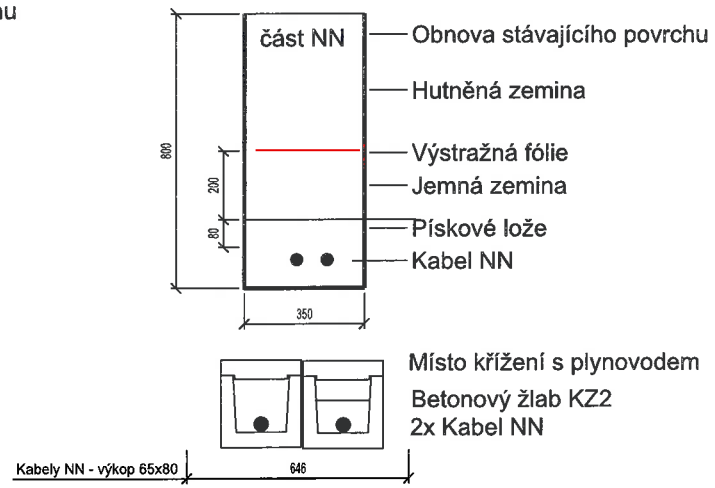 část NN
Obnova stávajícího povrchu
Hutněná zemina
800
Výstražná fólie
200
Jemná zemina
Pískové lože
80
Kabel NN
350
Místo křížení s plynovodem
Betonový žlab KZ2
2x Kabel NN
Kabely NN - výkop 65x80
646